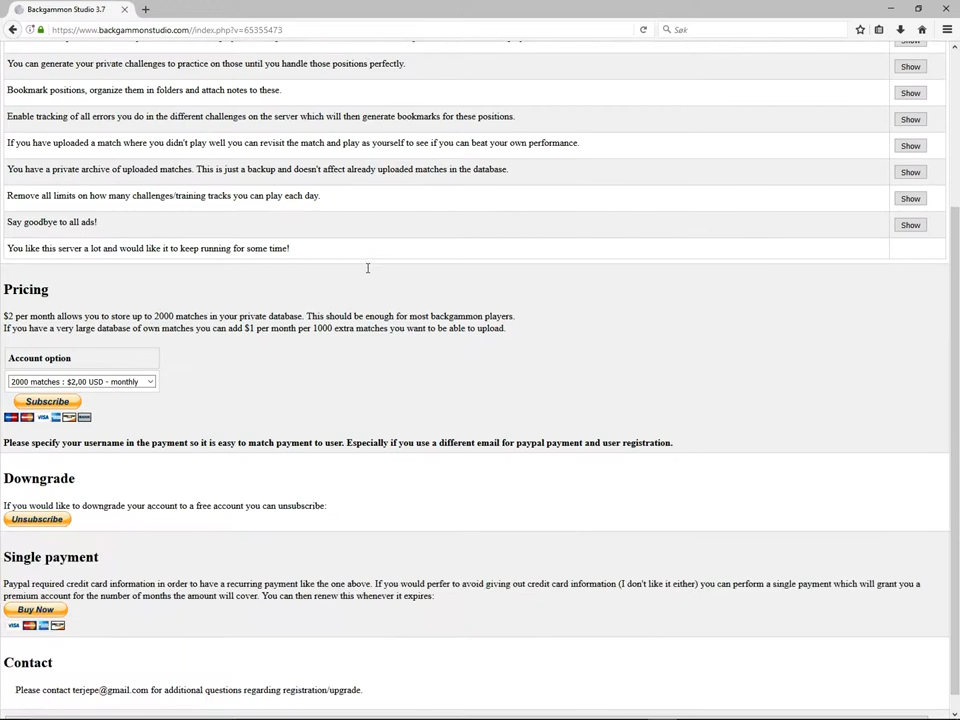 Backgammon Studio 3.7
https://www.backgammonstudio.com//index.php?v=65355473
Søk
Show
You can generate your private challenges to practice on those until you handle those positions perfectly.
Show
Bookmark positions, organize them in folders and attach notes to these.
Show
Enable tracking of all errors you do in the different challenges on the server which will then generate bookmarks for these positions.
Show
If you have uploaded a match where you didn't play well you can revisit the match and play as yourself to see if you can beat your own performance.
Show
You have a private archive of uploaded matches. This is just a backup and doesn't affect already uploaded matches in the database.
Show
Remove all limits on how many challenges/training tracks you can play each day.
Show
Say goodbye to all ads!
Show
You like this server a lot and would like it to keep running for some time!
Pricing
$2 per month allows you to store up to 2000 matches in your private database. This should be enough for most backgammon players.
If you have a very large database of own matches you can add $1 per month per 1000 extra matches you want to be able to upload.
Account option
2000 matches : $2,00 USD - monthly
Subscribe
VISA
Please specify your username in the payment so it is easy to match payment to user. Especially if you use a different email for paypal payment and user registration.
Downgrade
If you would like to downgrade your account to a free account you can unsubscribe:
Unsubscribe
Single payment
Paypal required credit card information in order to have a recurring payment like the one above. If you would perfer to avoid giving out credit card information (I don't like it either) you can perform a single payment which will grant you a
premium account for the number of months the amount will cover. You can then renew this whenever it expires:
Buy Now
VISA
Contact
Please contact terjepe@gmail.com for additional questions regarding registration/upgrade.